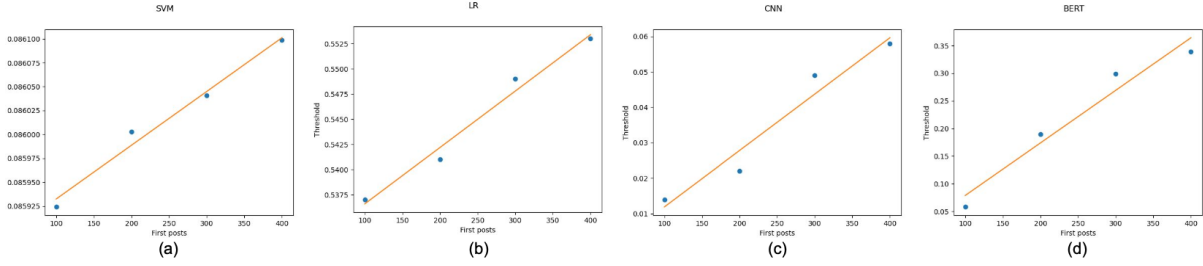 SVM
0.086100
0.086075
0.086050
0.086025
0.086000
0.085975
0.085950
0.085925
100 150 200 250 300 350 400
First posts
(a)
LR
Threshold
0.5525
0.5500
0.5475
0.5450
0.5425
0.5400
0.5375
100 150 200 250 300 350 400
First posts
(b)
CNN
Threshold
0.06
0.05
0.04
0.03
0.02
0.01
100 150 200 250 300 350 400
First posts
(c)
BERT
Threshold
0.35
0.30
0.25
0.20
0.15
0.10
0.05
100 150 200 250 300 350 400
First posts
(d)